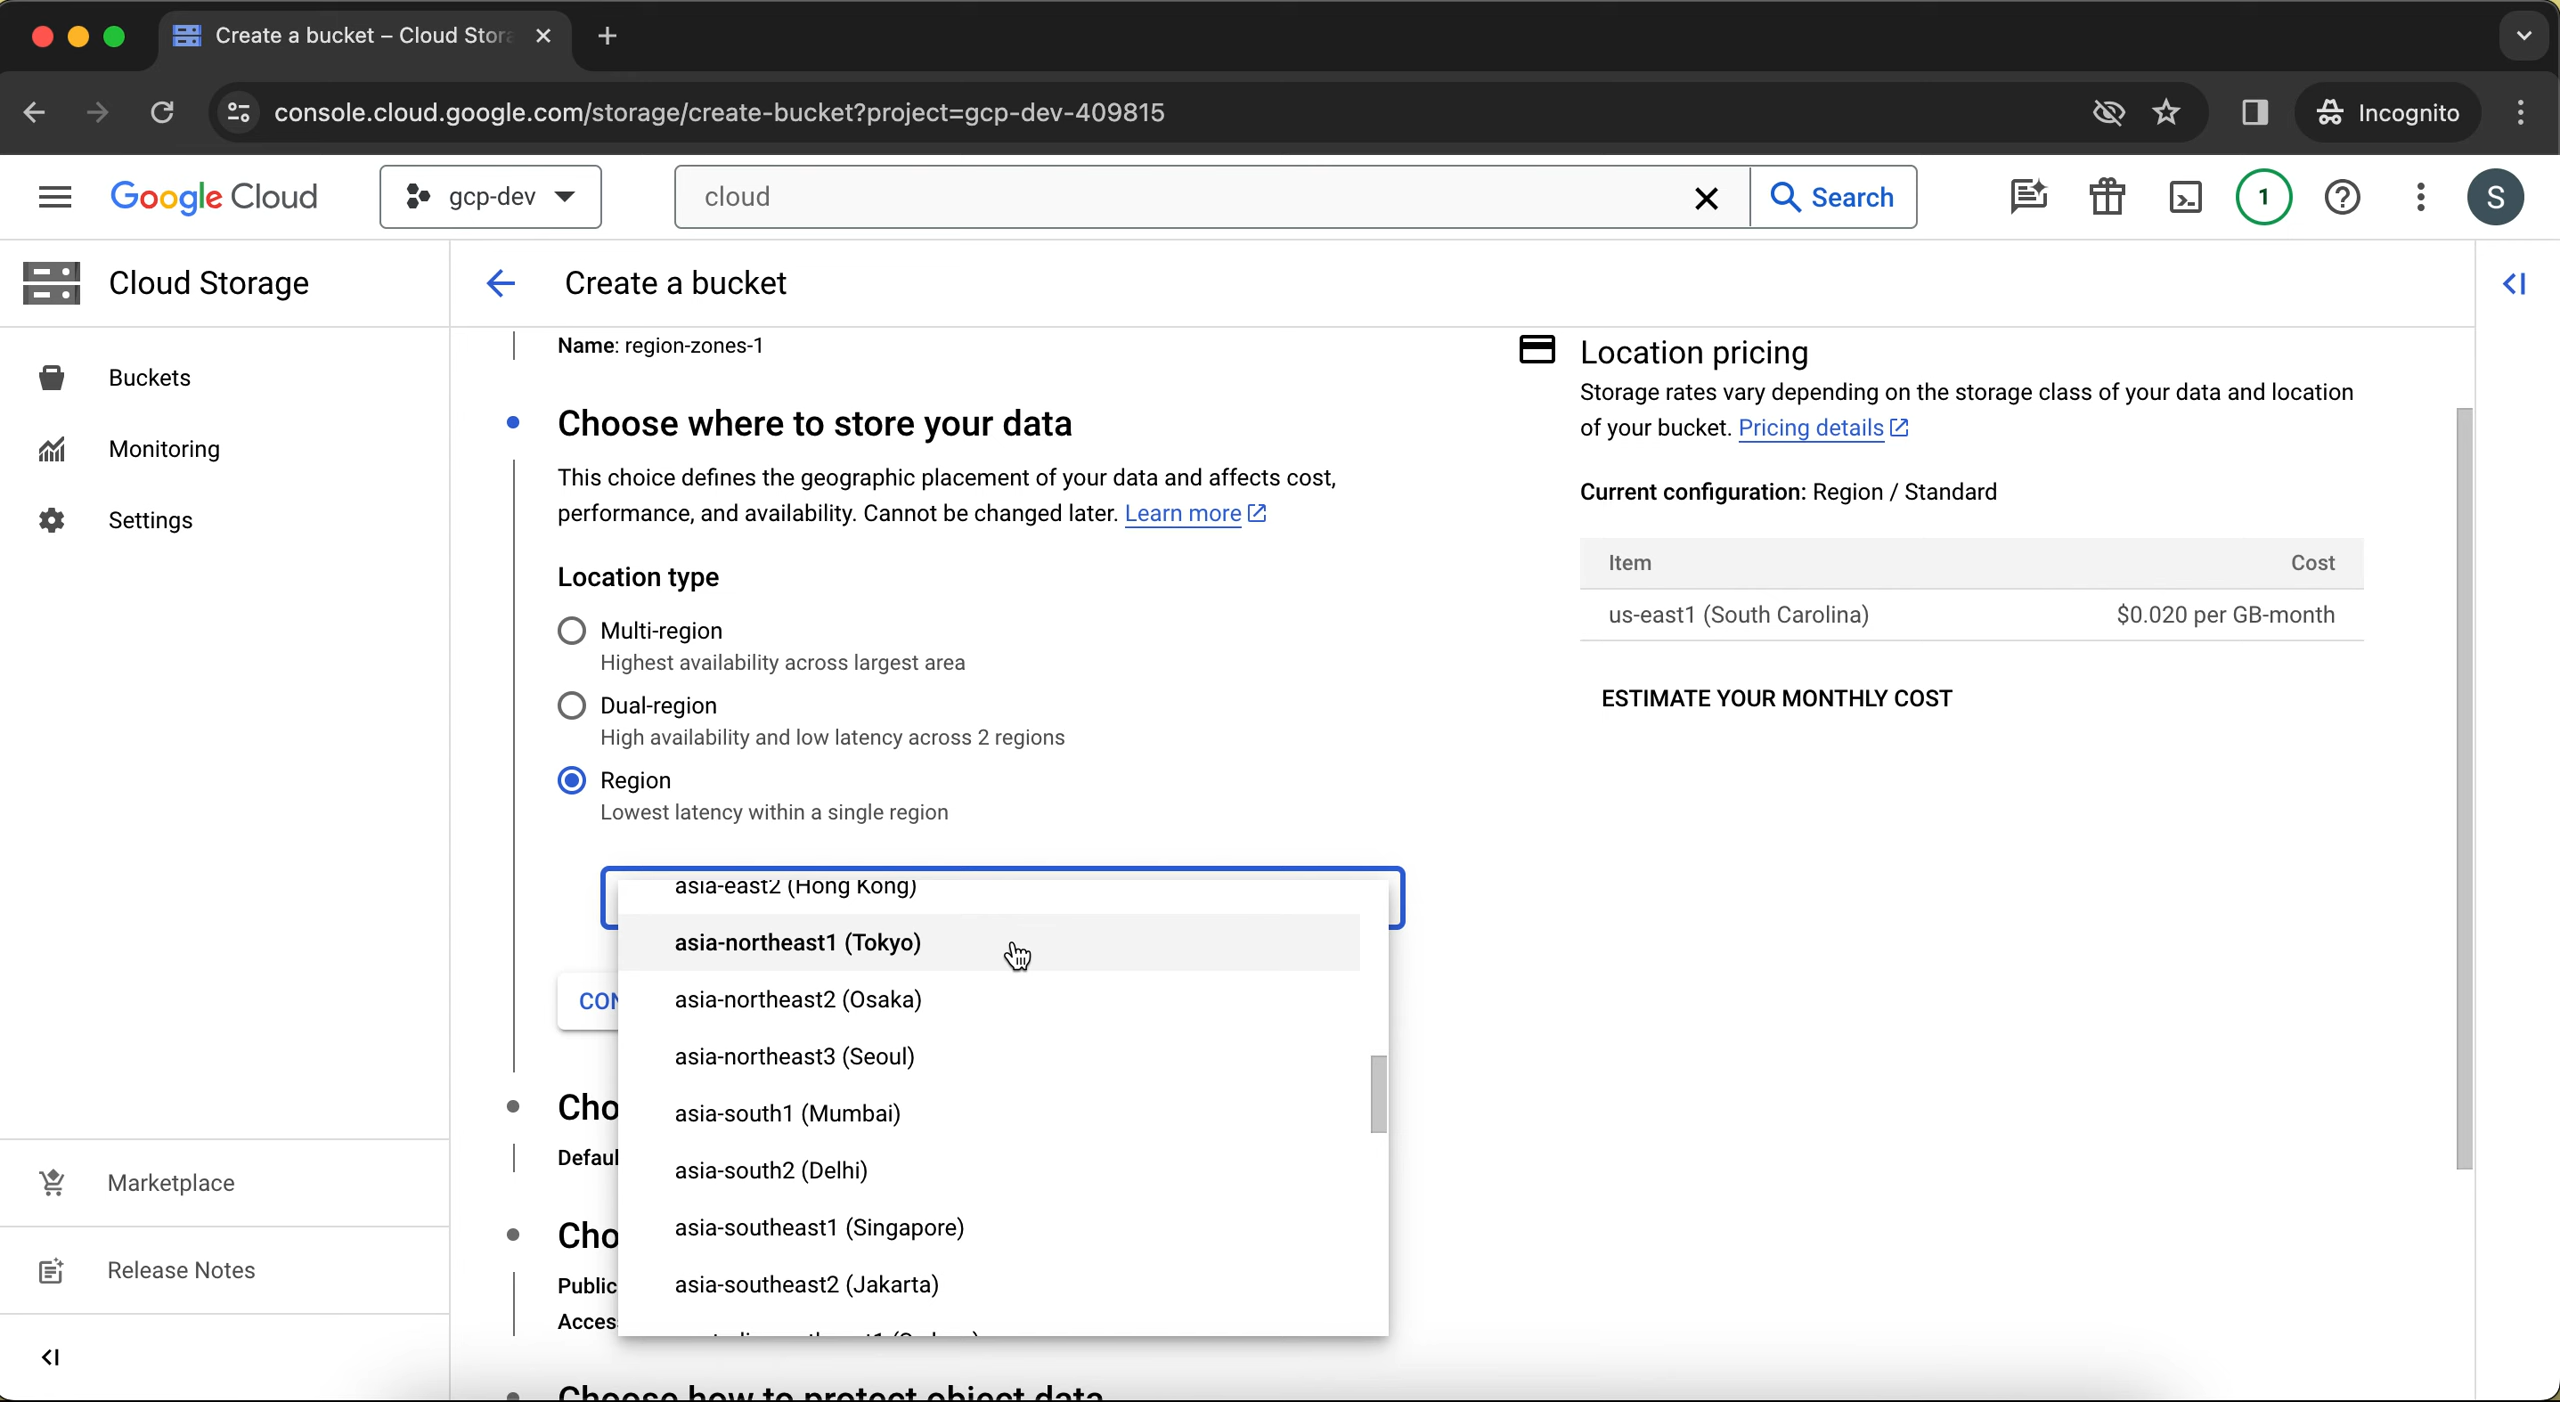 Create a bucket – Cloud Stora
console.cloud.google.com/storage/create-bucket?project=gcp-dev-409815
Incognito
Google Cloud
gcp-dev
cloud
Search
1
S
Cloud Storage
Create a bucket
Buckets
Monitoring
Settings
Marketplace
Release Notes
Name: region-zones-1
Choose where to store your data
This choice defines the geographic placement of your data and affects cost,
performance, and availability. Cannot be changed later. Learn more
Location type
Multi-region
Highest availability across largest area
Dual-region
High availability and low latency across 2 regions
Region
Lowest latency within a single region
asia-east2 (Hong Kong)
asia-northeast1 (Tokyo)
asia-northeast2 (Osaka)
CON
asia-northeast3 (Seoul)
Cho
asia-south1 (Mumbai)
Defaul
asia-south2 (Delhi)
Cho
asia-southeast1 (Singapore)
Public
asia-southeast2 (Jakarta)
Acces
Choose how to protect object data
Location pricing
Storage rates vary depending on the storage class of your data and location
of your bucket. Pricing details
Current configuration: Region / Standard
Item Cost
us-east1 (South Carolina) $0.020 per GB-month
ESTIMATE YOUR MONTHLY COST